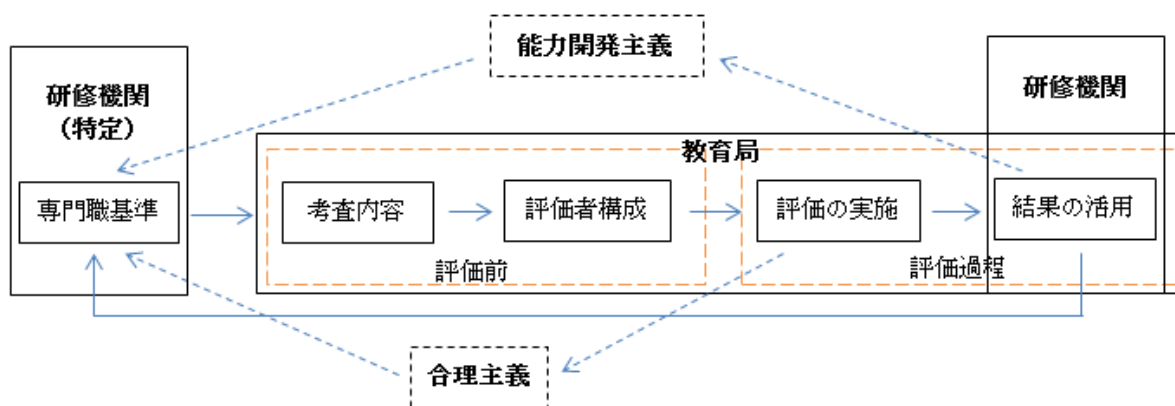 能力開発主義
研修機関
（特定）
研修機関
教育局
専門職基準
考査内容
評価者構成
評価の実施
結果の活用
評価前
評価過程
合理主義